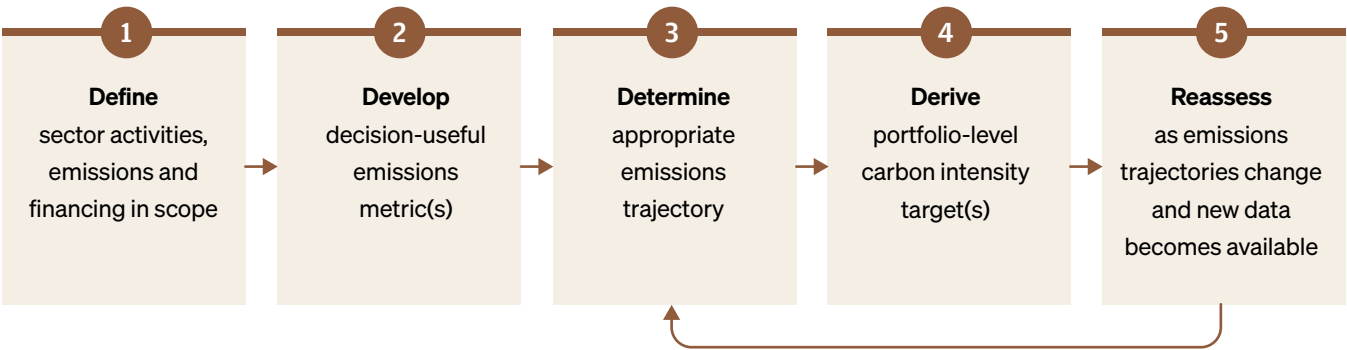 1
Define
sector activities,
emissions and
financing in scope
2
Develop
decision-useful
emissions
metric(s)
3
Determine
appropriate
emissions
trajectory
4
Derive
portfolio-level
carbon intensity
target(s)
5
Reassess
as emissions
trajectories change
and new data
becomes available